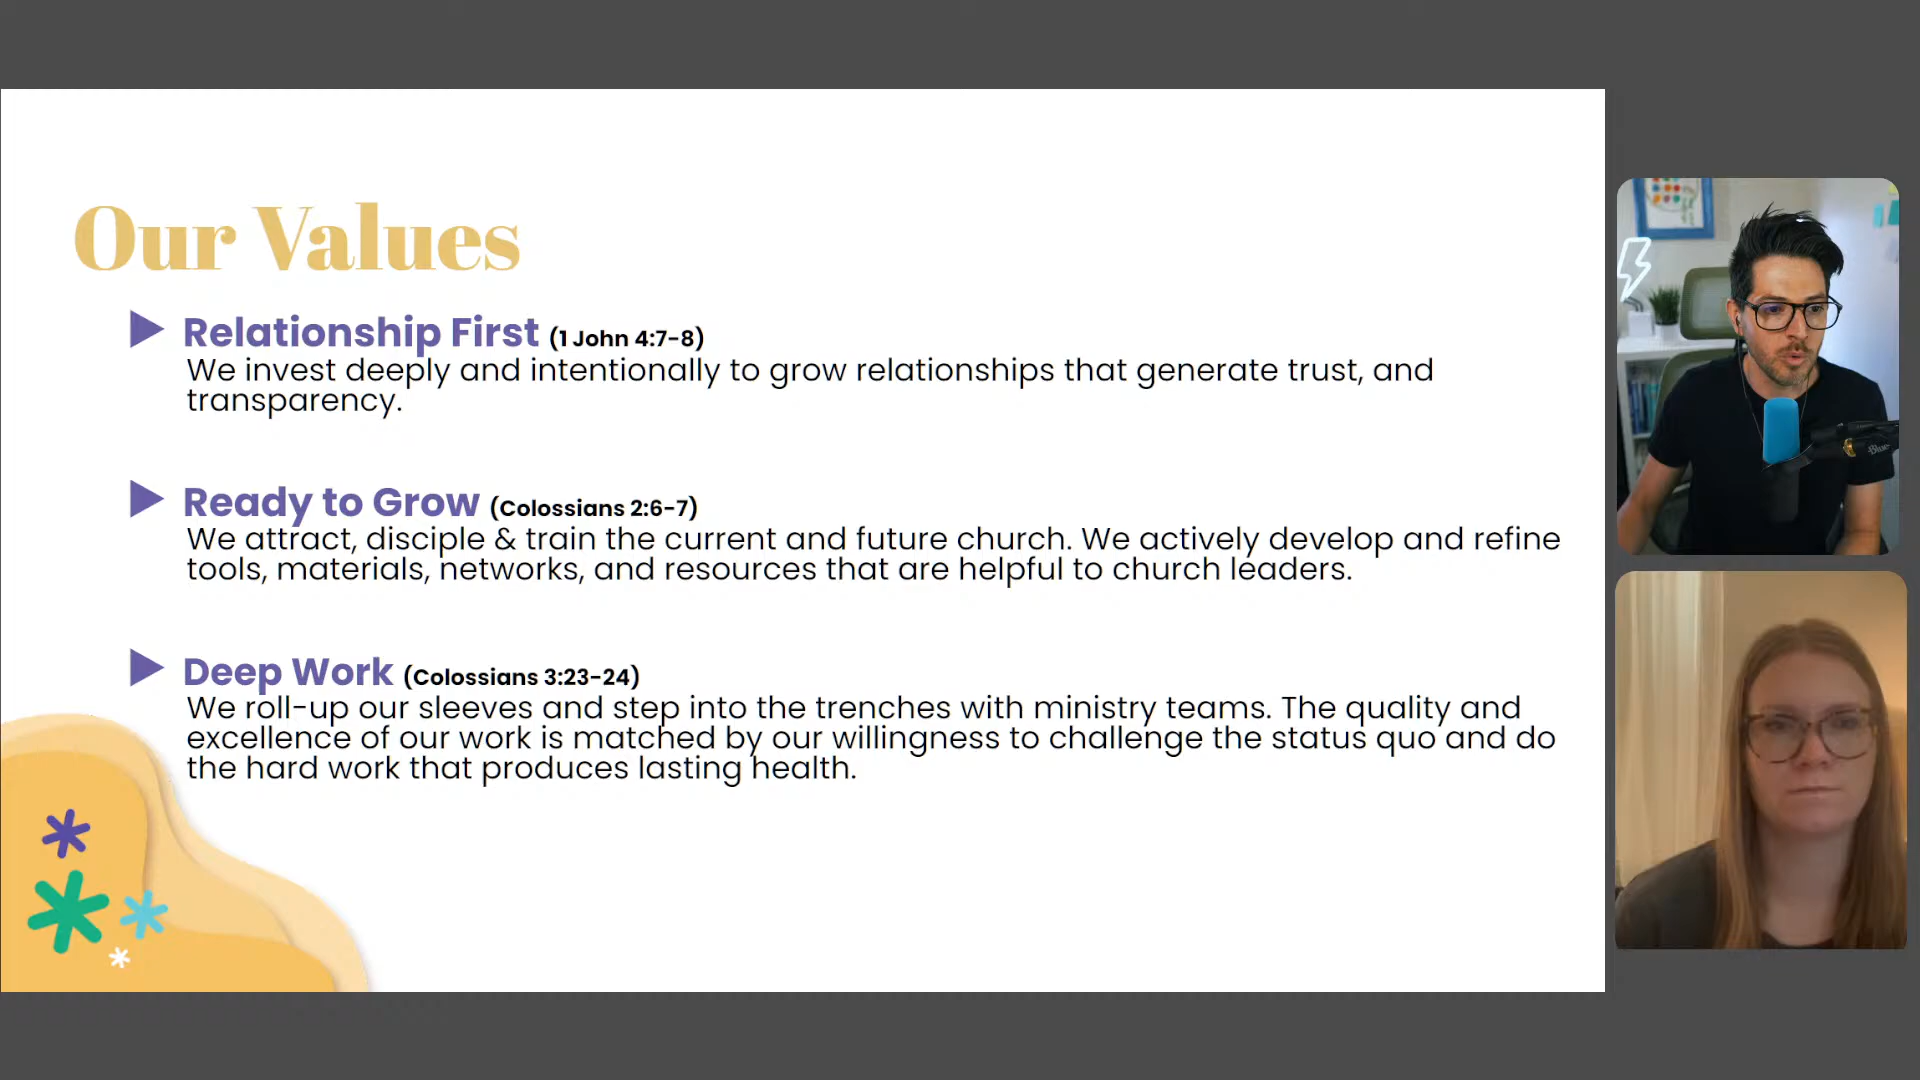 Our Values
Relationship First (1 John 4:7-8)
We invest deeply and intentionally to grow relationships that generate trust, and
transparency.
Ready to Grow (Colossians 2:6-7)
We attract, disciple & train the current and future church. We actively develop and refine
tools, materials, networks, and resources that are helpful to church leaders.
Deep Work (Colossians 3:23-24)
We roll-up our sleeves and step into the trenches with ministry teams. The quality and
excellence of our work is matched by our willingness to challenge the status quo and do
the hard work that produces lasting health.
Blue